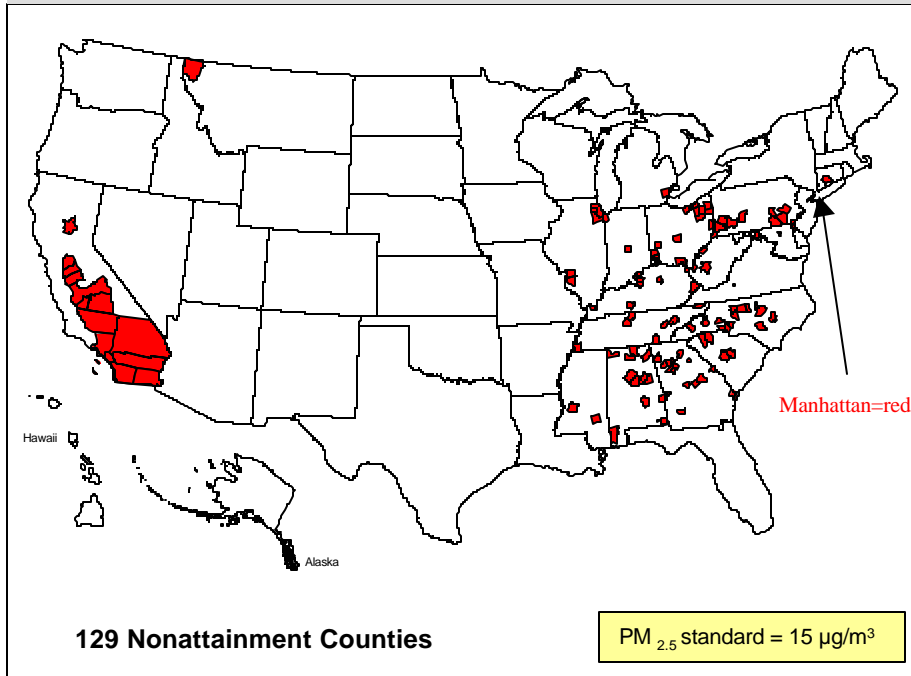 Manhattan=red
Hawaii
Alaska
129 Nonattainment Counties
PM 2.5 standard = 15 µg/m³